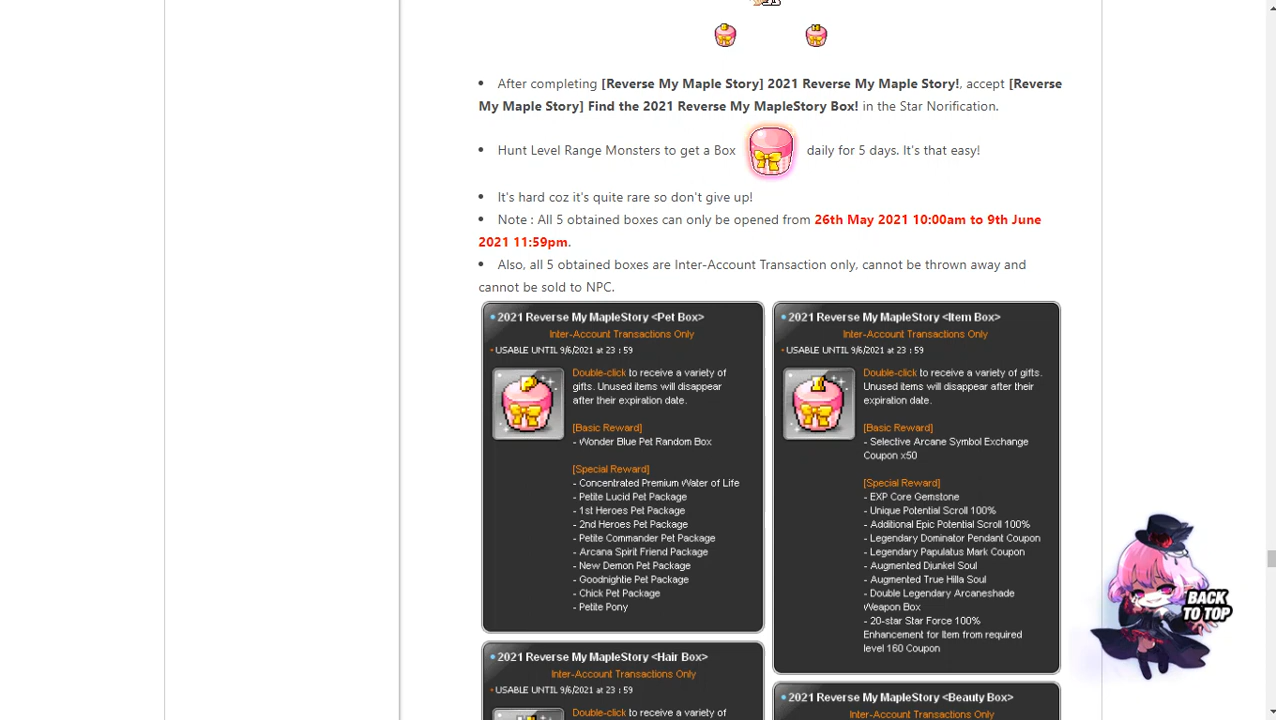 • After completing [Reverse My Maple Story] 2021 Reverse My Maple Story!, accept [Reverse
My Maple Story] Find the 2021 Reverse My MapleStory Box! in the Star Norification.
• Hunt Level Range Monsters to get a Box daily for 5 days. It's that easy!
• It's hard coz it's quite rare so don't give up!
• Note : All 5 obtained boxes can only be opened from 26th May 2021 10:00am to 9th June
2021 11:59pm.
• Also, all 5 obtained boxes are Inter-Account Transaction only, cannot be thrown away and
cannot be sold to NPC.
2021 Reverse My MapleStory <Pet Box>
Inter-Account Transactions Only
• USABLE UNTIL 9/6/2021 at 23 : 59
Double-click to receive a variety of
gifts. Unused items will disappear
after their expiration date.
[Basic Reward]
- Wonder Blue Pet Random Box
[Special Reward]
- Concentrated Premium Water of Life
- Petite Lucid Pet Package
- 1st Heroes Pet Package
- 2nd Heroes Pet Package
- Petite Commander Pet Package
- Arcana Spirit Friend Package
- New Demon Pet Package
- Goodnightie Pet Package
- Chick Pet Package
- Petite Pony
2021 Reverse My MapleStory <Item Box>
Inter-Account Transactions Only
• USABLE UNTIL 9/6/2021 at 23 : 59
Double-click to receive a variety of gifts.
Unused items will disappear after their
expiration date.
[Basic Reward]
- Selective Arcane Symbol Exchange
Coupon x50
[Special Reward]
- EXP Core Gemstone
- Unique Potential Scroll 100%
- Additional Epic Potential Scroll 100%
- Legendary Dominator Pendant Coupon
- Legendary Papulatus Mark Coupon
- Augmented Djunkel Soul
- Augmented True Hilla Soul
- Double Legendary Arcaneshade
Weapon Box
- 20-star Star Force 100%
Enhancement for Item from required
level 160 Coupon
2021 Reverse My MapleStory <Hair Box>
Inter-Account Transactions Only
• USABLE UNTIL 9/6/2021 at 23 : 59
Double-click to receive a variety of
2021 Reverse My MapleStory <Beauty Box>
Inter-Account Transactions Only
BACK
TO TOP